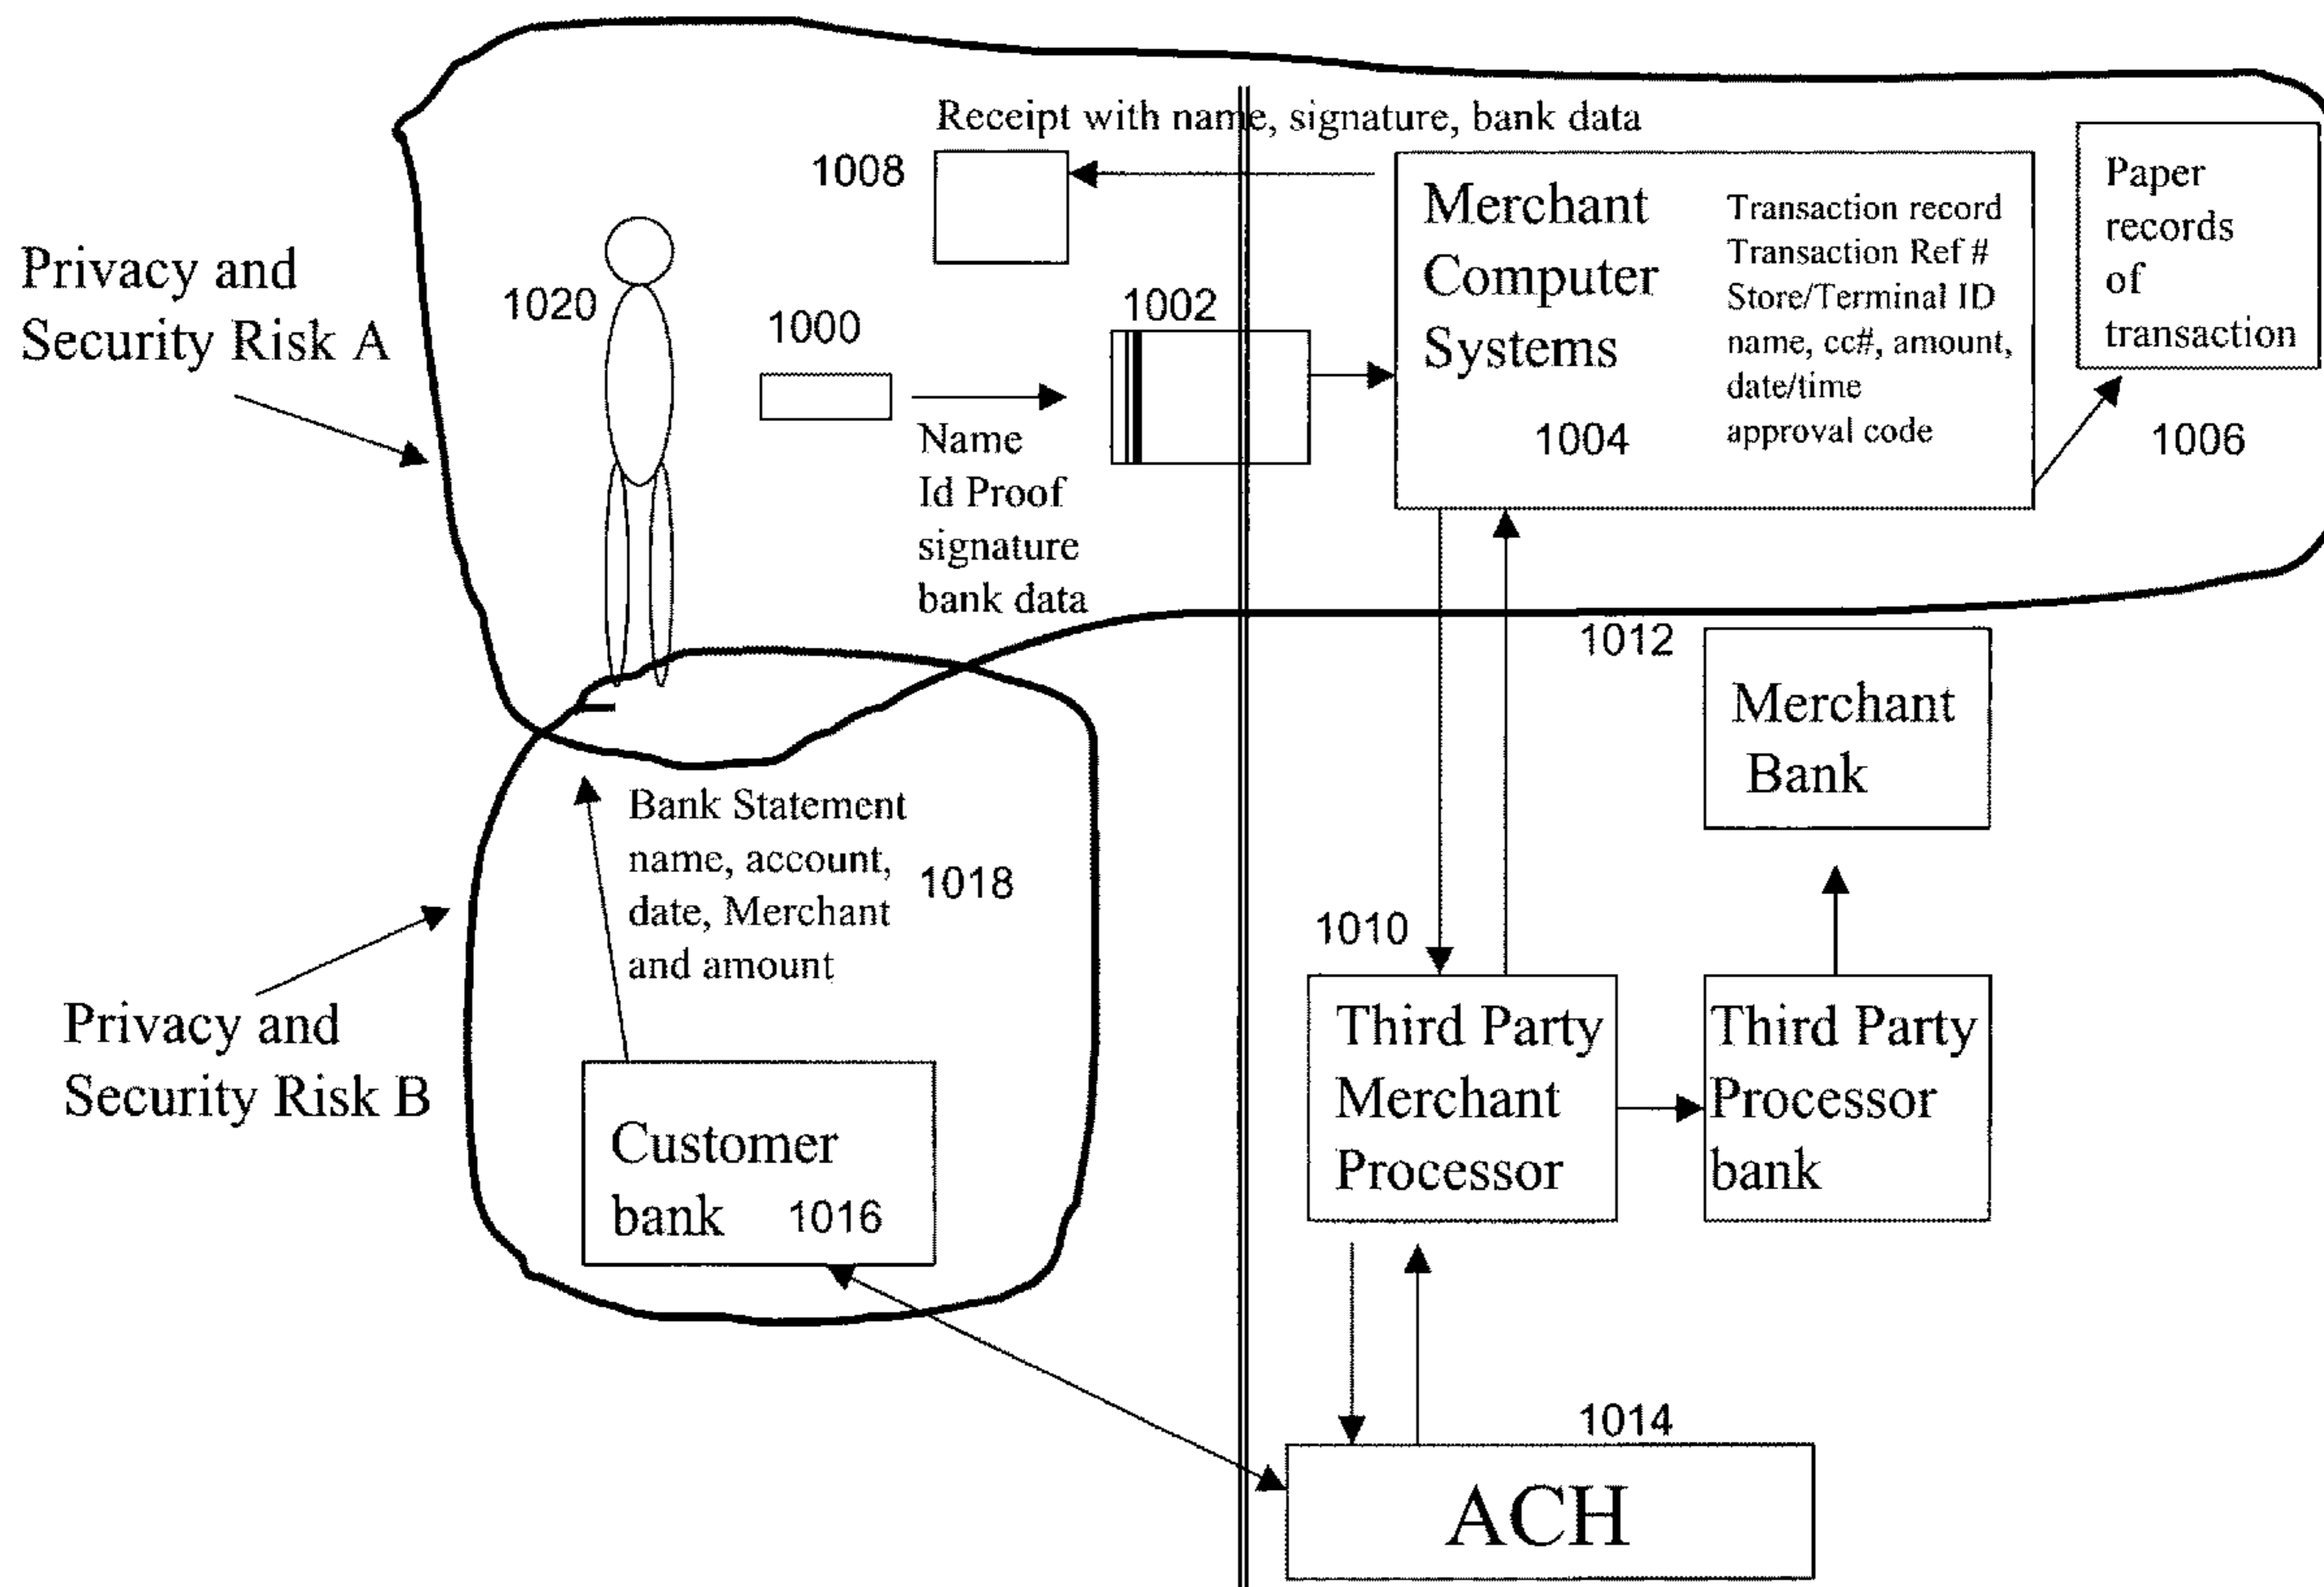 Receipt with name, signature, bank data
1008
Merchant
Computer
Systems
1004
Transaction record
Transaction Ref #
Store/Terminal ID
name, cc#, amount,
date/time
approval code
Paper
records
of
transaction
1006
Privacy and
Security Risk A
1020
1000
1002
Name
Id Proof
signature
bank data
1012
Merchant
Bank
Bank Statement
name, account,
date, Merchant
and amount
1018
1010
Third Party
Merchant
Processor
Third Party
Processor
bank
Privacy and
Security Risk B
Customer
bank 1016
1014
ACH